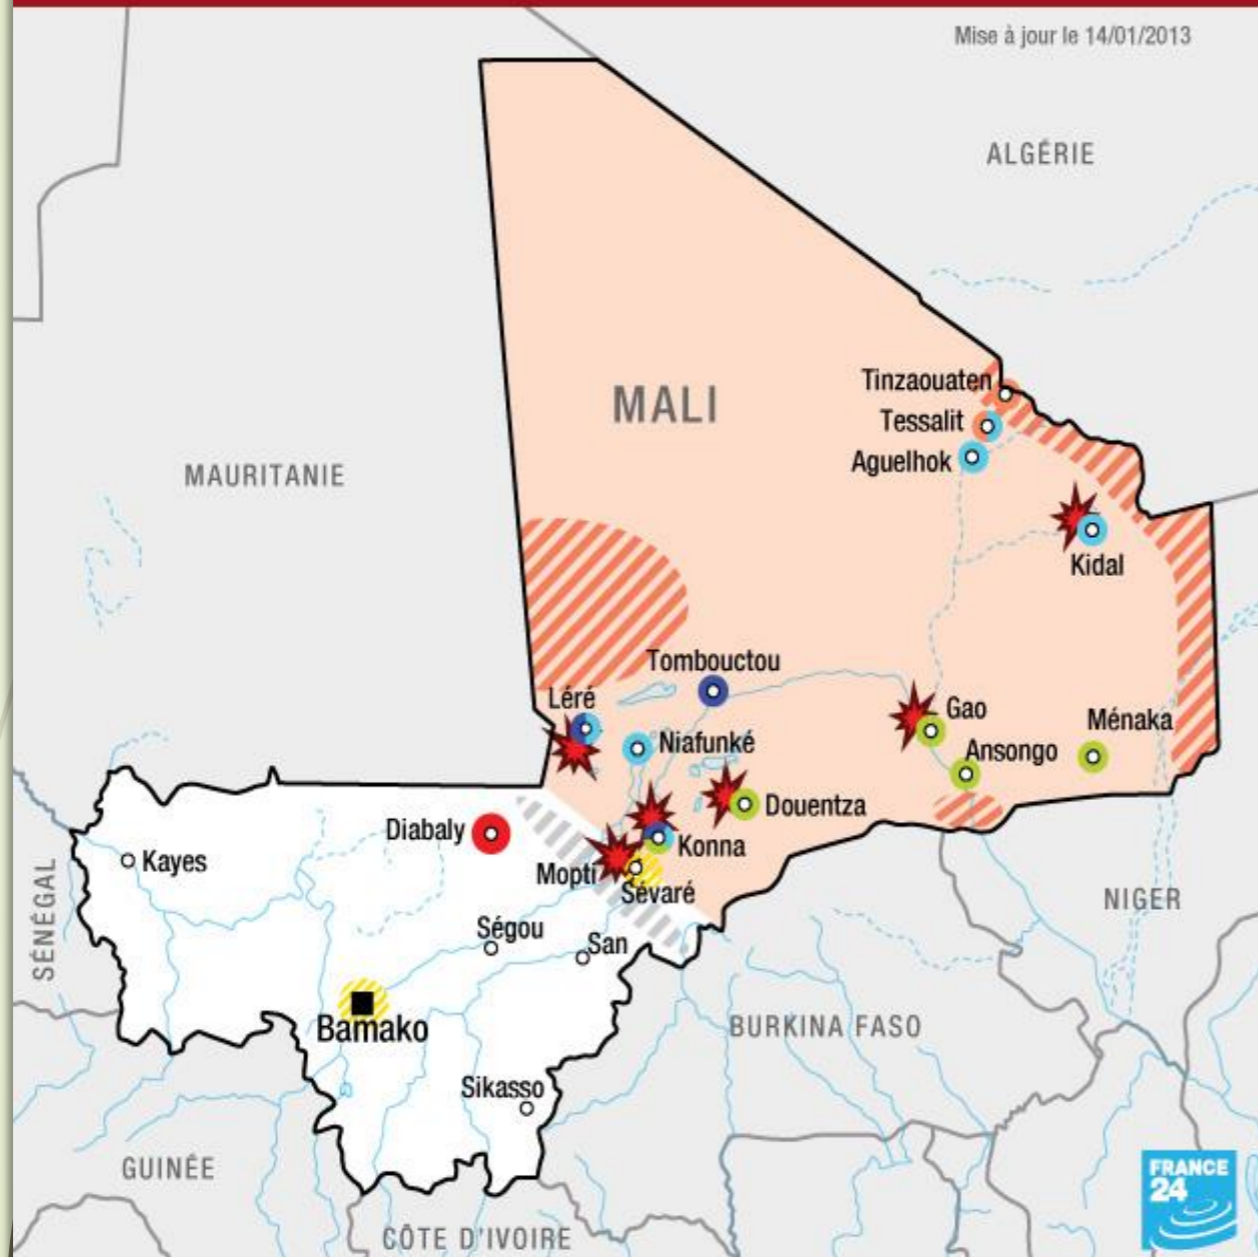 Mise à jour le 14/01/2013
ALGÉRIE
Tinzaouaten
MALI
Tessalit
Aguelhok
MAURITANIE
Kidal
Tombouctou
Léré
Gao
Ménaka
Niafunké
Ansongo
Douentza
Diabaly
Konna
Kayes
Mopti
Sévaré
NIGER
SÉNÉGAL
Ségou
San
Bamako
BURKINA FASO
Sikasso
GUINÉE
FRANCE
24
CÔTE D'IVOIRE